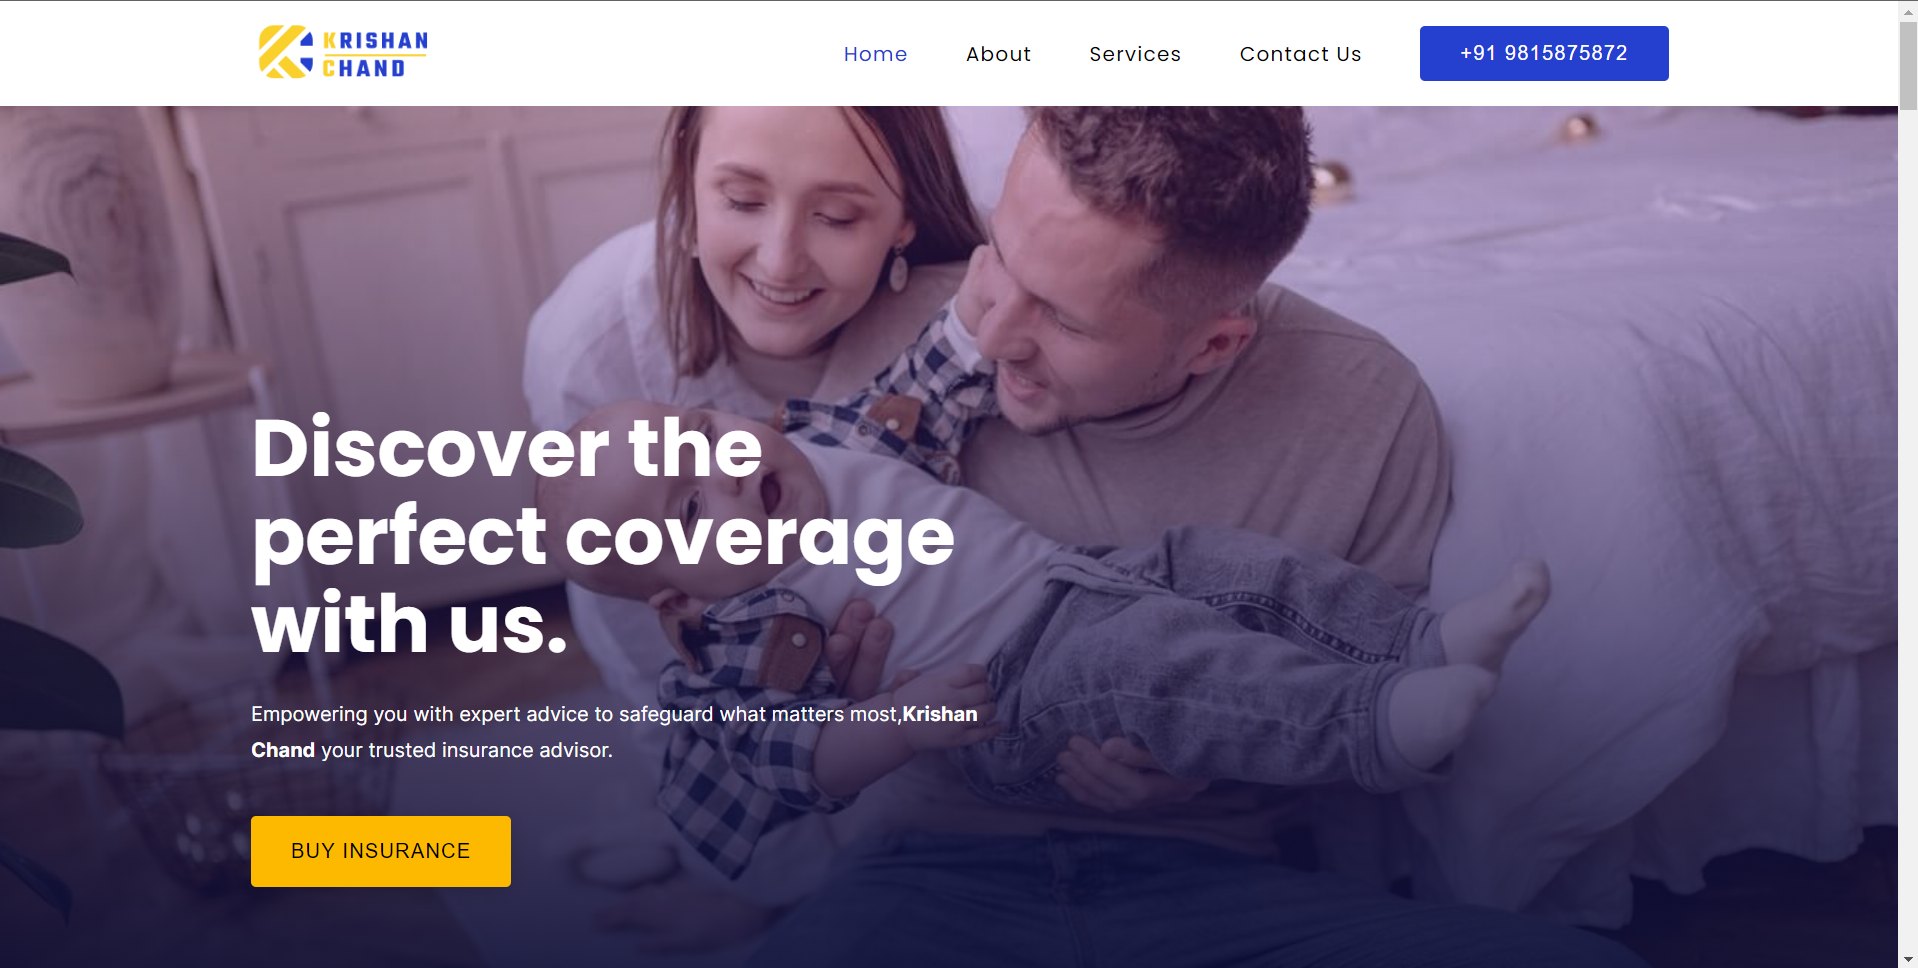 KRISHAN
CHAND
Home
About
Services
Contact Us
+91 9815875872
Discover the
perfect coverage
with us.
Empowering you with expert advice to safeguard what matters most,Krishan
Chand your trusted insurance advisor.
BUY INSURANCE